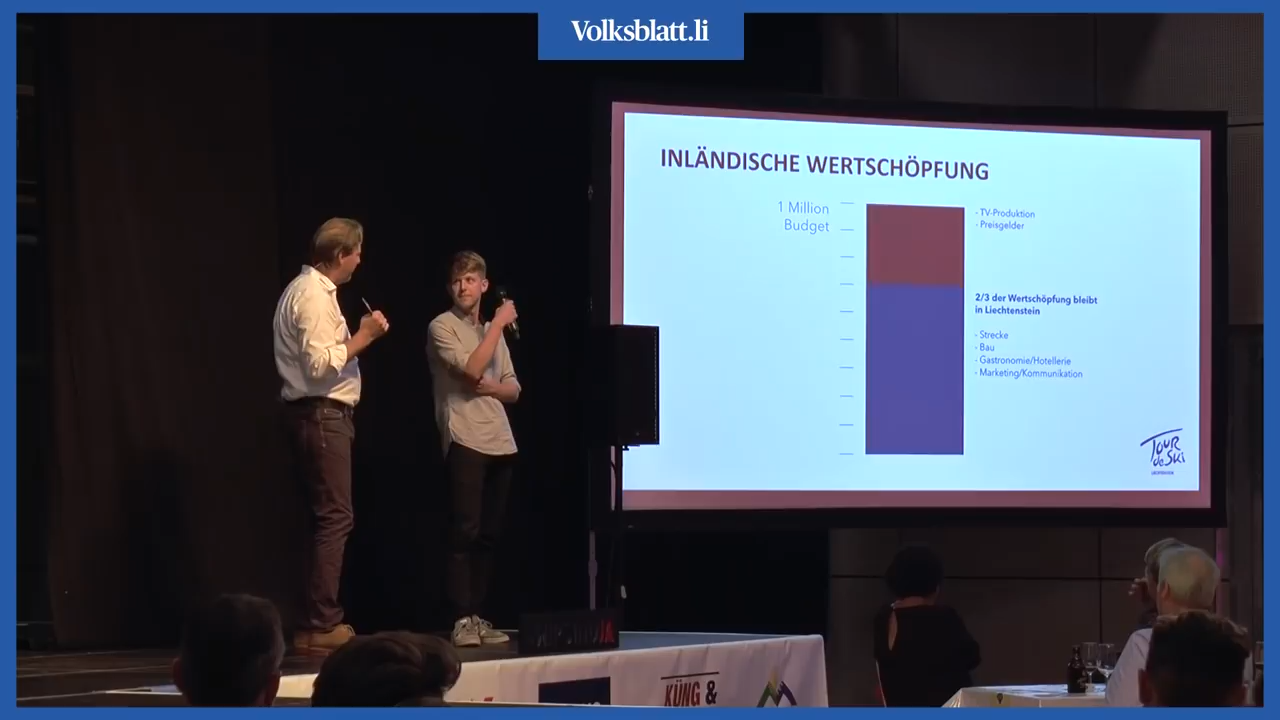 Volksblatt.li
INLÄNDISCHE WERTSCHÖPFUNG
1 Million
Budget
- TV-Produktion
- Preisgelder
2/3 der Wertschöpfung bleibt
in Liechtenstein
- Strecke
- Bau
- Gastronomie/Hotellerie
- Marketing/Kommunikation
TOUR
de SKI
LIECHTENSTEIN
KÜNG &